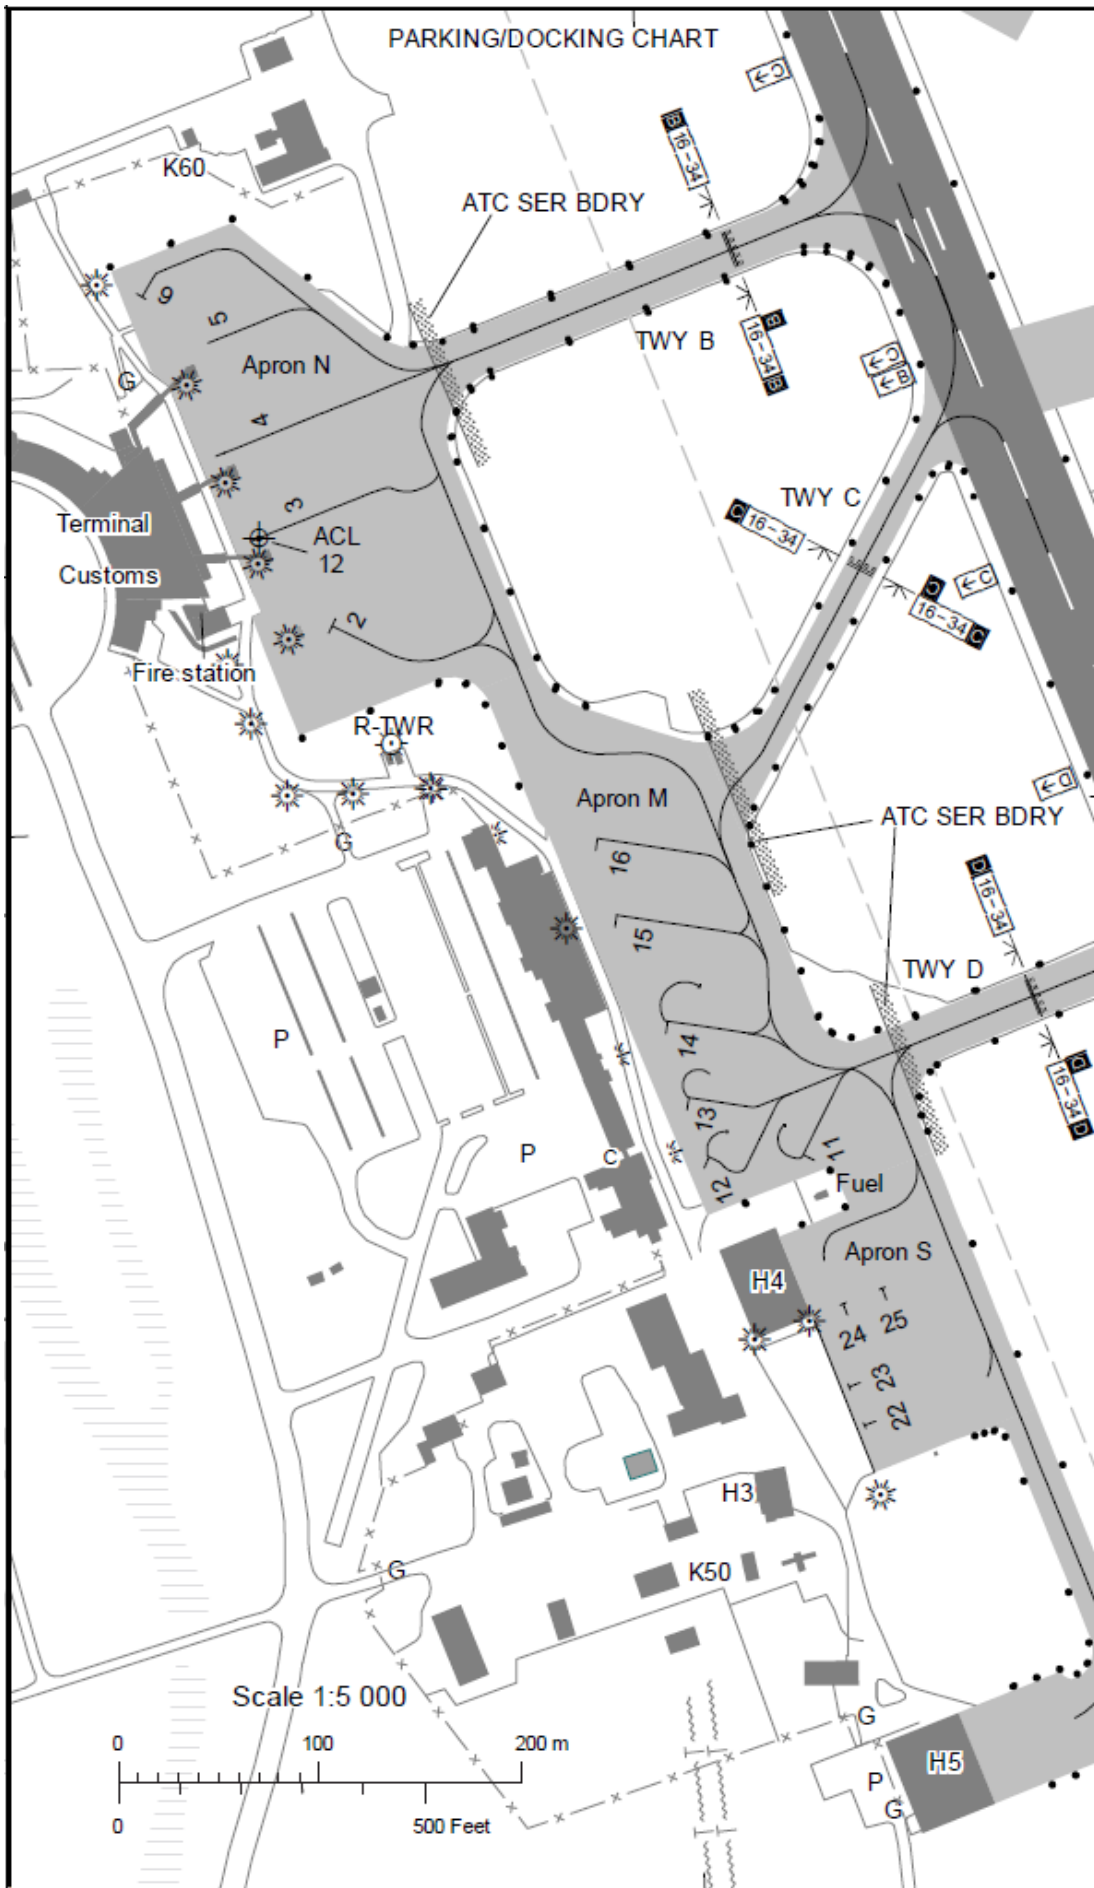 PARKING/DOCKING CHART
←C
B 16-34
K60
ATC SER BDRY
6
5
TWY B
B
16-34 B
←C
←B
Apron N
G
4
3
TWY C
C 16-34
Terminal
ACL
12
Customs
C
←C
16-34 C
2
Fire station
R-TWR
←D
Apron M
ATC SER BDRY
G
16
D 16-34
15
TWY D
P
14
D
16-34 D
13
P
C
11
12
Fuel
Apron S
H4
24
25
23
22
H3
K50
G
Scale 1:5 000
0 100 200 m
G
H5
P
G
0 500 Feet